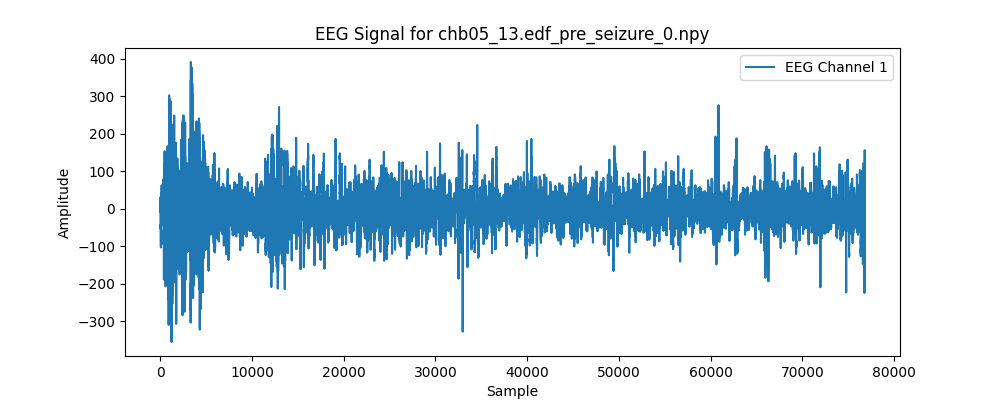 EEG Signal for chb05_13.edf_pre_seizure_0.npy
EEG Channel 1
400
300
200
100
0
−100
−200
−300
Amplitude
0 10000 20000 30000 40000 50000 60000 70000 80000
Sample